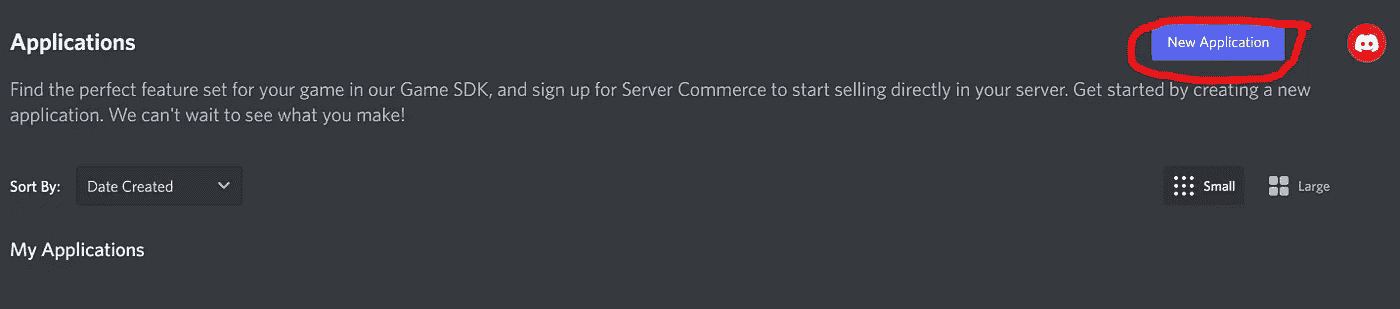 Applications
New Application
Find the perfect feature set for your game in our Game SDK, and sign up for Server Commerce to start selling directly in your server. Get started by creating a new
application. We can't wait to see what you make!
Sort By: Date Created Small Large
My Applications